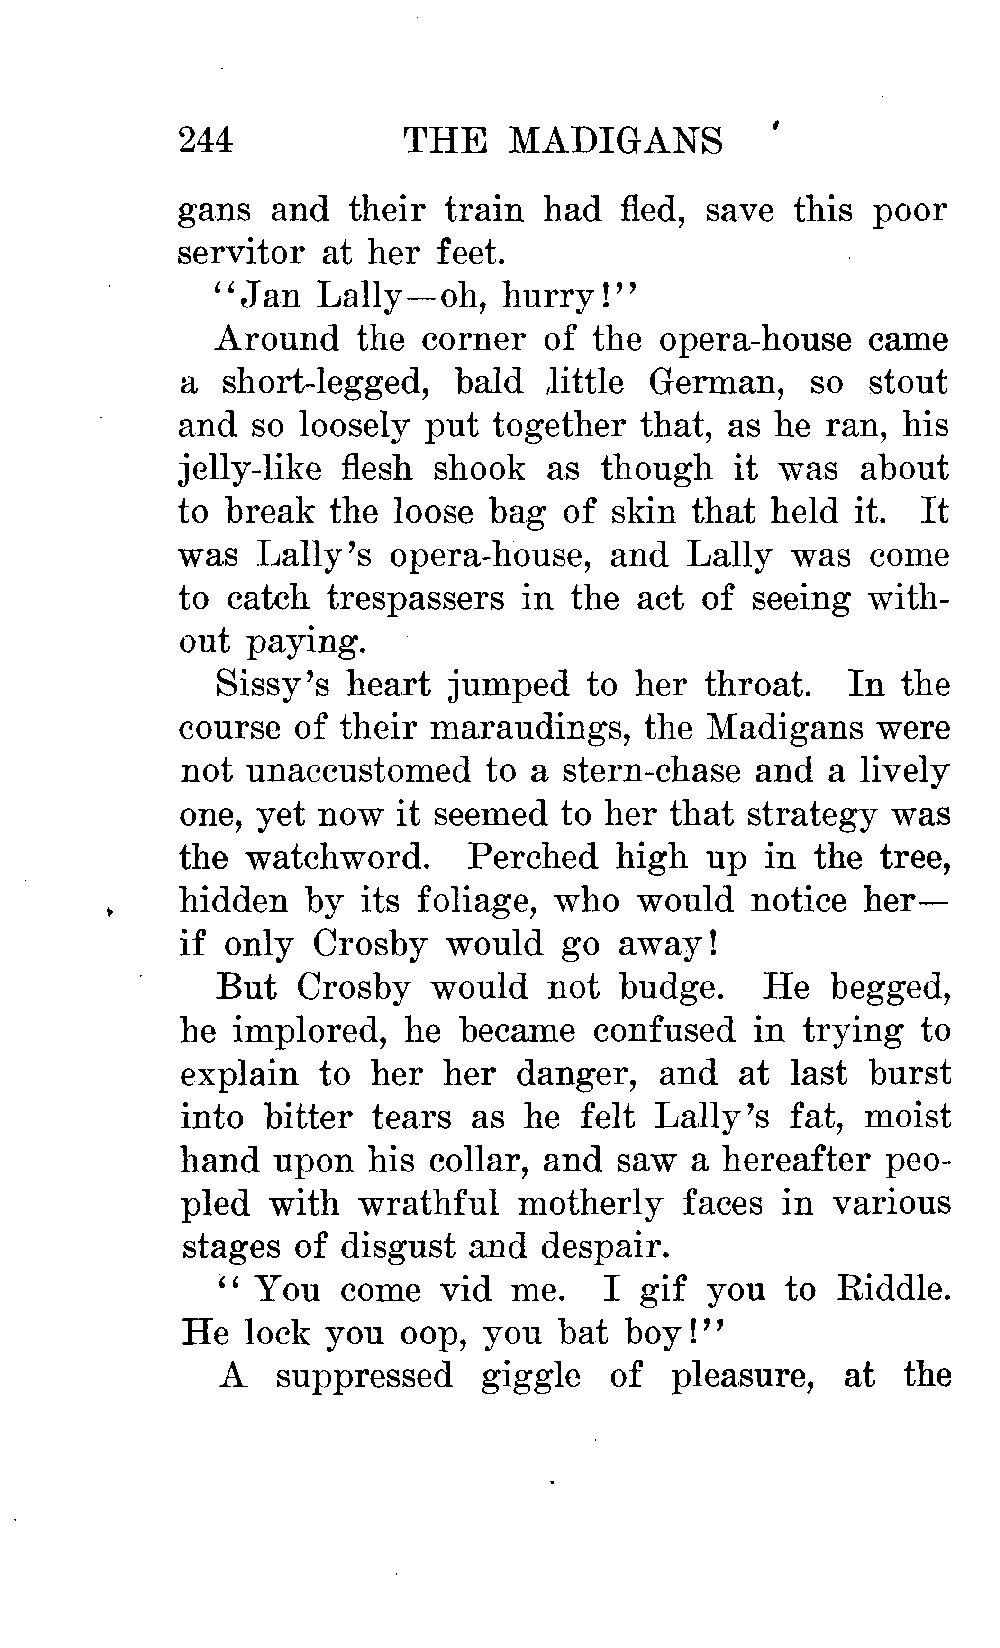 244 THE MADIGANS
gans and their train had fled, save this poor
servitor at her feet.
"Jan Lally—oh, hurry!"
Around the corner of the opera-house came
a short-legged, bald little German, so stout
and so loosely put together that, as he ran, his
jelly-like flesh shook as though it was about
to break the loose bag of skin that held it. It
was Lally's opera-house, and Lally was come
to catch trespassers in the act of seeing with-
out paying.
Sissy's heart jumped to her throat. In the
course of their maraudings, the Madigans were
not unaccustomed to a stern-chase and a lively
one, yet now it seemed to her that strategy was
the watchword. Perched high up in the tree,
hidden by its foliage, who would notice her—
if only Crosby would go away!
But Crosby would not budge. He begged,
he implored, he became confused in trying to
explain to her her danger, and at last burst
into bitter tears as he felt Lally's fat, moist
hand upon his collar, and saw a hereafter peo-
pled with wrathful motherly faces in various
stages of disgust and despair.
"You come vid me. I gif you to Riddle.
He lock you oop, you bat boy!"
A suppressed giggle of pleasure, at the